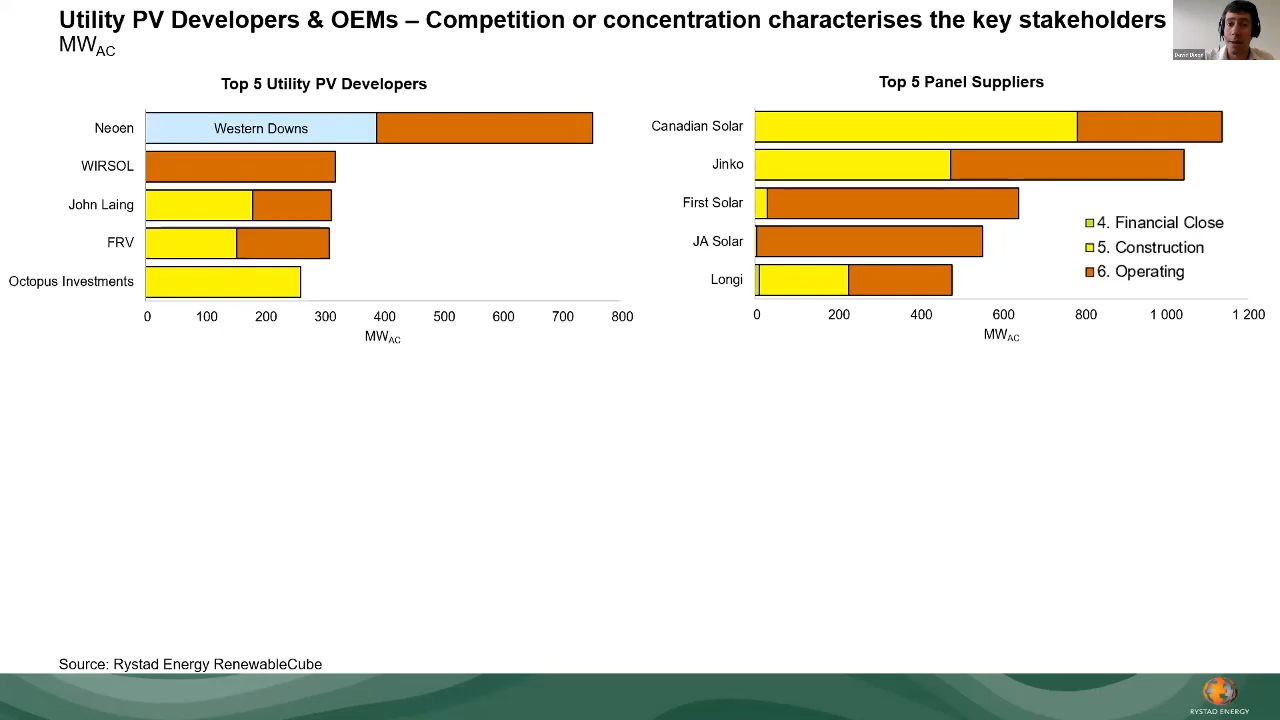 Utility PV Developers & OEMs – Competition or concentration characterises the key stakeholders
MWAC
David Dixon
Top 5 Utility PV Developers
Neoen
Western Downs
WIRSOL
John Laing
FRV
Octopus Investments
0 100 200 300 400 500 600 700 800
MWAC
Top 5 Panel Suppliers
Canadian Solar
Jinko
First Solar
JA Solar
Longi
4. Financial Close
5. Construction
6. Operating
0 200 400 600 800 1 000 1 200
MWAC
Source: Rystad Energy RenewableCube
RYSTAD ENERGY